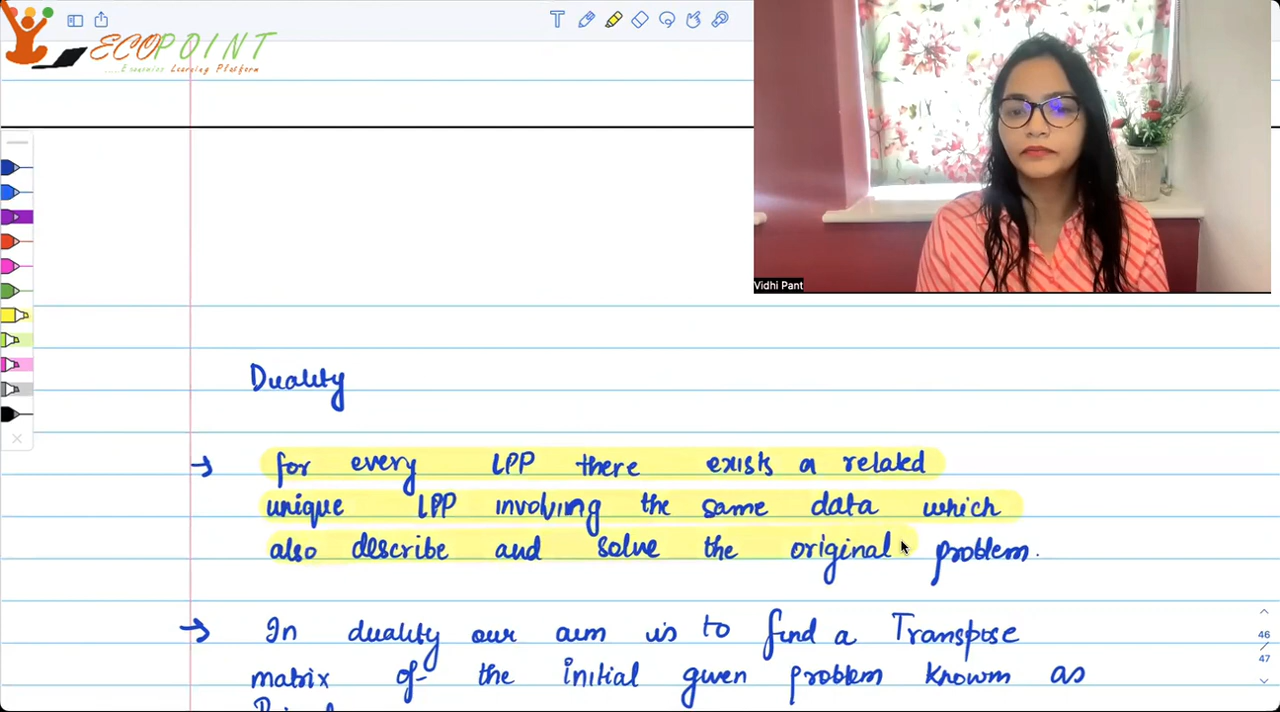 ECOPOINT
.....Economics Learning Platform
T
Vidhi Pant
Duality
→ for every LPP there exists a related
unique LPP involving the same data which
also describe and solve the original problem.
→ In duality our aim is to find a Transpose
matrix of the initial given problem known as
46
/
47